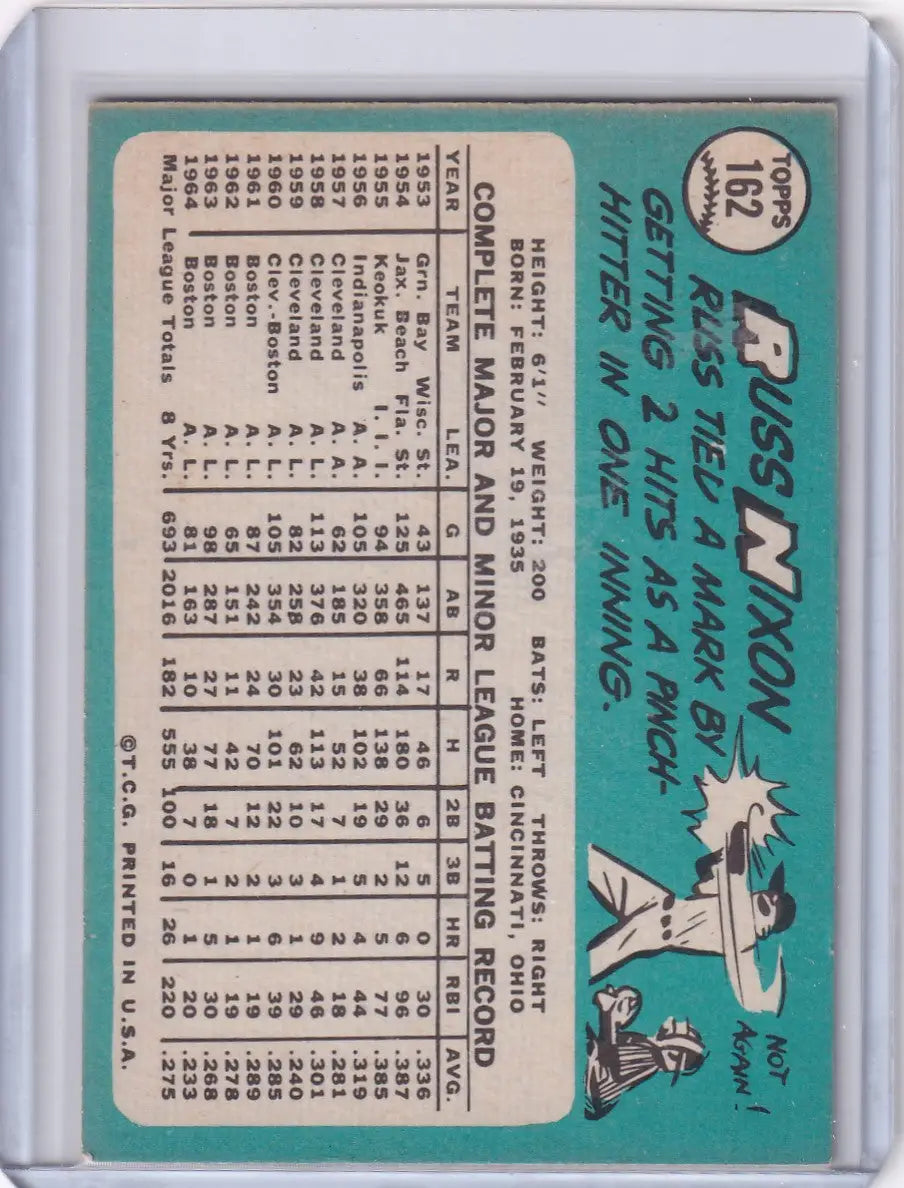 TOPPS
162
RUSS NIXON
RUSS TIED A MARK BY
GETTING 2 HITS AS A PINCH-
HITTER IN ONE INNING.
NOT
AGAIN!
HEIGHT: 6'1" WEIGHT: 200 BATS: LEFT THROWS: RIGHT
BORN: FEBRUARY 19, 1935 HOME: CINCINNATI, OHIO
COMPLETE MAJOR AND MINOR LEAGUE BATTING RECORD
YEAR TEAM LEA. G AB R H 2B 3B HR RBI AVG.
1953 Grn. Bay Wisc. St. 43 137 17 46 6 5 0 30 .336
1954 Jax. Beach Fla. St. 125 465 114 180 36 12 6 96 .387
1955 Keokuk I. I. I. 94 358 66 138 29 2 5 77 .385
1956 Indianapolis A. A. 105 320 38 102 19 5 4 44 .319
1957 Cleveland A. A. 62 185 15 52 7 1 2 18 .281
1958 Cleveland A. L. 113 376 42 113 17 4 9 46 .301
1959 Cleveland A. L. 82 258 23 62 10 3 1 29 .240
1960 Clev.-Boston A. L. 105 354 30 101 22 3 6 39 .285
1961 Boston A. L. 87 242 24 70 12 2 1 19 .289
1962 Boston A. L. 65 151 11 42 7 2 1 19 .278
1963 Boston A. L. 98 287 27 77 18 1 5 30 .268
1964 Boston A. L. 81 163 10 38 7 0 1 20 .233
Major League Totals 8 Yrs. 693 2016 182 555 100 16 26 220 .275
©T.C.G. PRINTED IN U.S.A.